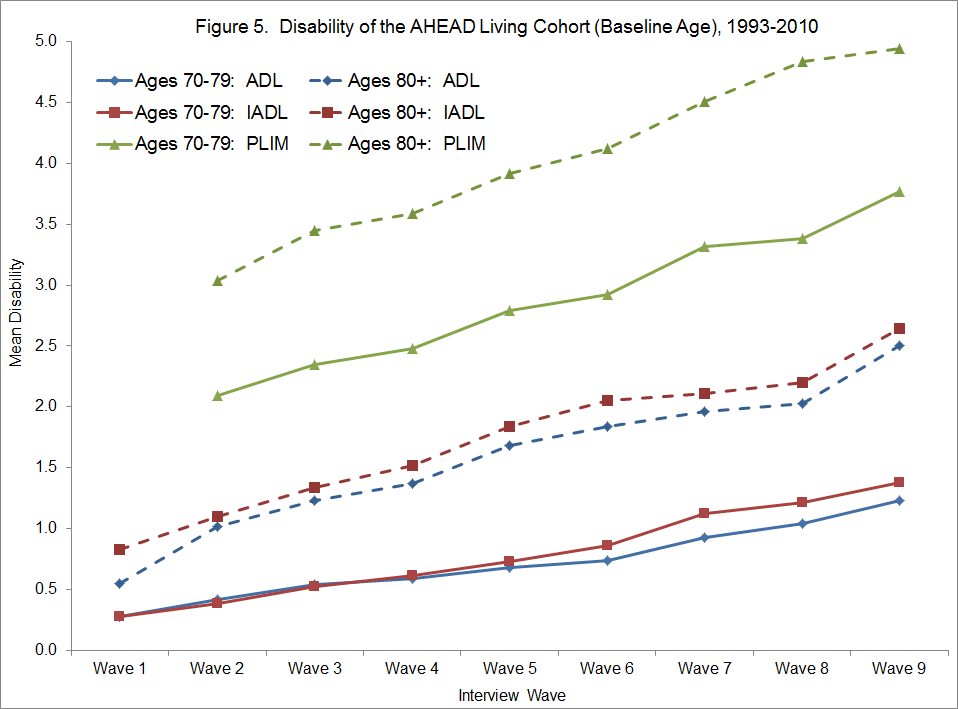 Figure 5. Disability of the AHEAD Living Cohort (Baseline Age), 1993-2010
Ages 70-79: ADL
Ages 80+: ADL
Ages 70-79: IADL
Ages 80+: IADL
Ages 70-79: PLIM
Ages 80+: PLIM
5.0
4.5
4.0
3.5
3.0
2.5
2.0
1.5
1.0
0.5
0.0
Mean Disability
Wave 1 Wave 2 Wave 3 Wave 4 Wave 5 Wave 6 Wave 7 Wave 8 Wave 9
Interview Wave